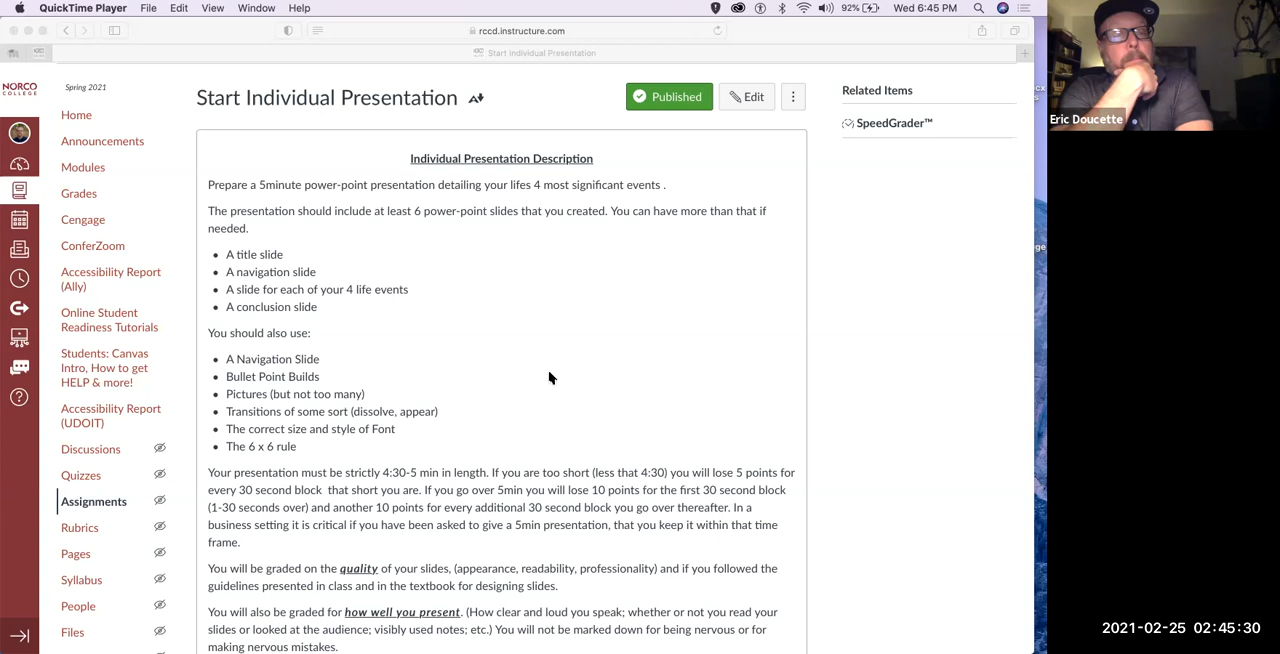 QuickTime Player File Edit View Window Help
92% Wed 6:45 PM
rccd.instructure.com
Start Individual Presentation
NORCO
COLLEGE
Spring 2021
Home
Announcements
Modules
Grades
Cengage
ConferZoom
Accessibility Report
(Ally)
Online Student
Readiness Tutorials
Students: Canvas
Intro, How to get
HELP & more!
Accessibility Report
(UDOIT)
Discussions
Quizzes
Assignments
Rubrics
Pages
Syllabus
People
Files
Start Individual Presentation
Published
Edit
Individual Presentation Description
Prepare a 5minute power-point presentation detailing your lifes 4 most significant events .
The presentation should include at least 6 power-point slides that you created. You can have more than that if
needed.
• A title slide
• A navigation slide
• A slide for each of your 4 life events
• A conclusion slide
You should also use:
• A Navigation Slide
• Bullet Point Builds
• Pictures (but not too many)
• Transitions of some sort (dissolve, appear)
• The correct size and style of Font
• The 6 x 6 rule
Your presentation must be strictly 4:30-5 min in length. If you are too short (less that 4:30) you will lose 5 points for
every 30 second block that short you are. If you go over 5min you will lose 10 points for the first 30 second block
(1-30 seconds over) and another 10 points for every additional 30 second block you go over thereafter. In a
business setting it is critical if you have been asked to give a 5min presentation, that you keep it within that time
frame.
You will be graded on the quality of your slides, (appearance, readability, professionality) and if you followed the
guidelines presented in class and in the textbook for designing slides.
You will also be graded for how well you present. (How clear and loud you speak; whether or not you read your
slides or looked at the audience; visibly used notes; etc.) You will not be marked down for being nervous or for
making nervous mistakes.
Related Items
SpeedGrader™
Eric Doucette
2021-02-25 02:45:30